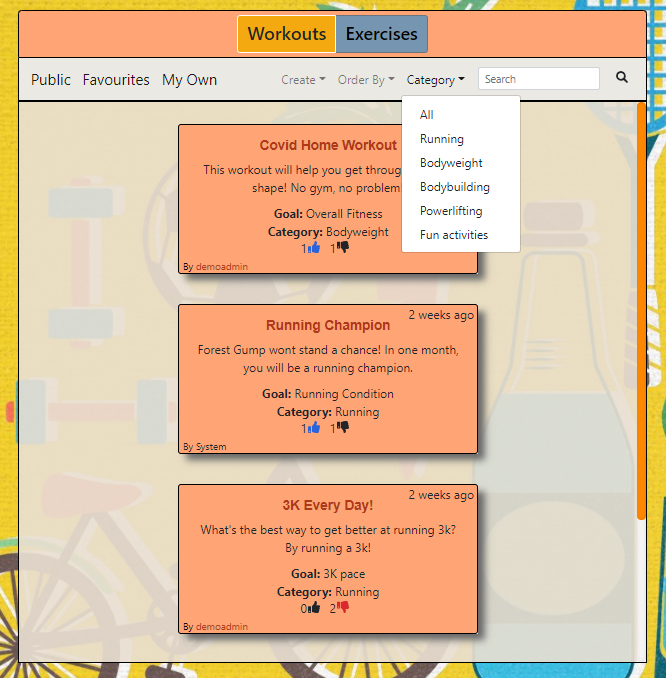 Workouts Exercises
Public Favourites My Own Create Order By Category Search
All
Running
Bodyweight
Bodybuilding
Powerlifting
Fun activities
Covid Home Workout
This workout will help you get throug
shape! No gym, no problem
Goal: Overall Fitness
Category: Bodyweight
1 1
By demoadmin
2 weeks ago
Running Champion
Forest Gump wont stand a chance! In one month,
you will be a running champion.
Goal: Running Condition
Category: Running
1 1
By System
2 weeks ago
3K Every Day!
What's the best way to get better at running 3k?
By running a 3k!
Goal: 3K pace
Category: Running
0 2
By demoadmin